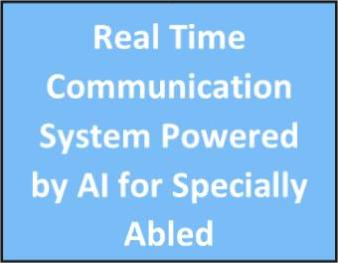 Real Time
Communication
System Powered
by AI for Specially
Abled